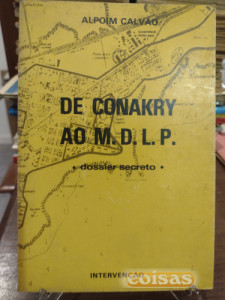 ALPOIM CALVÃO
DE CONAKRY
AO M.D.L.P.
• dossier secreto •
INTERVENÇÃO
coisas